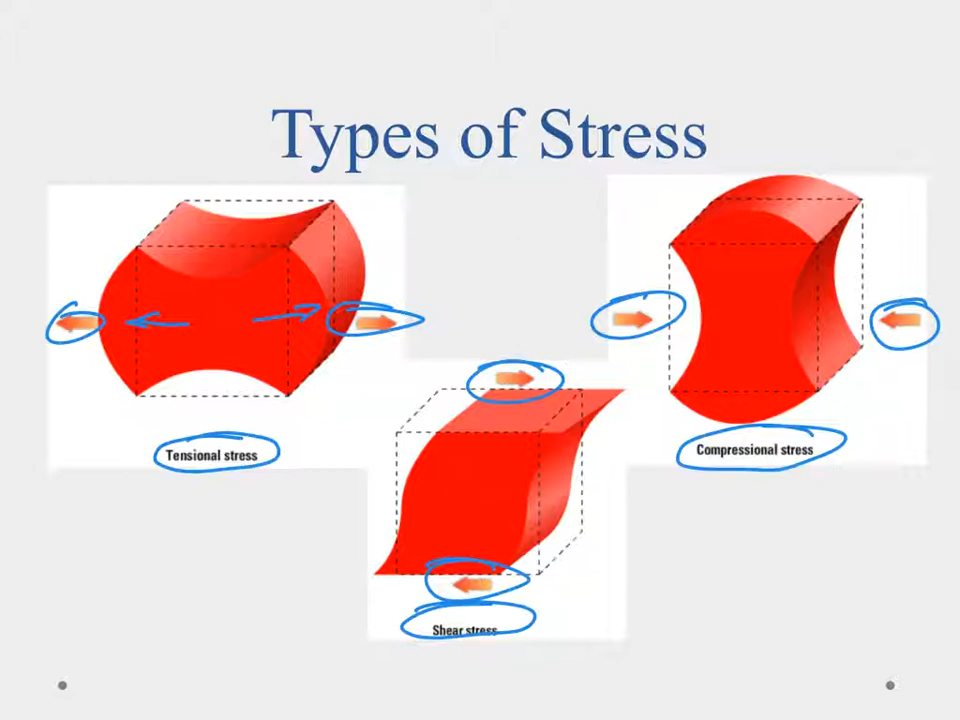 Types of Stress
Tensional stress
Compressional stress
Shear stress